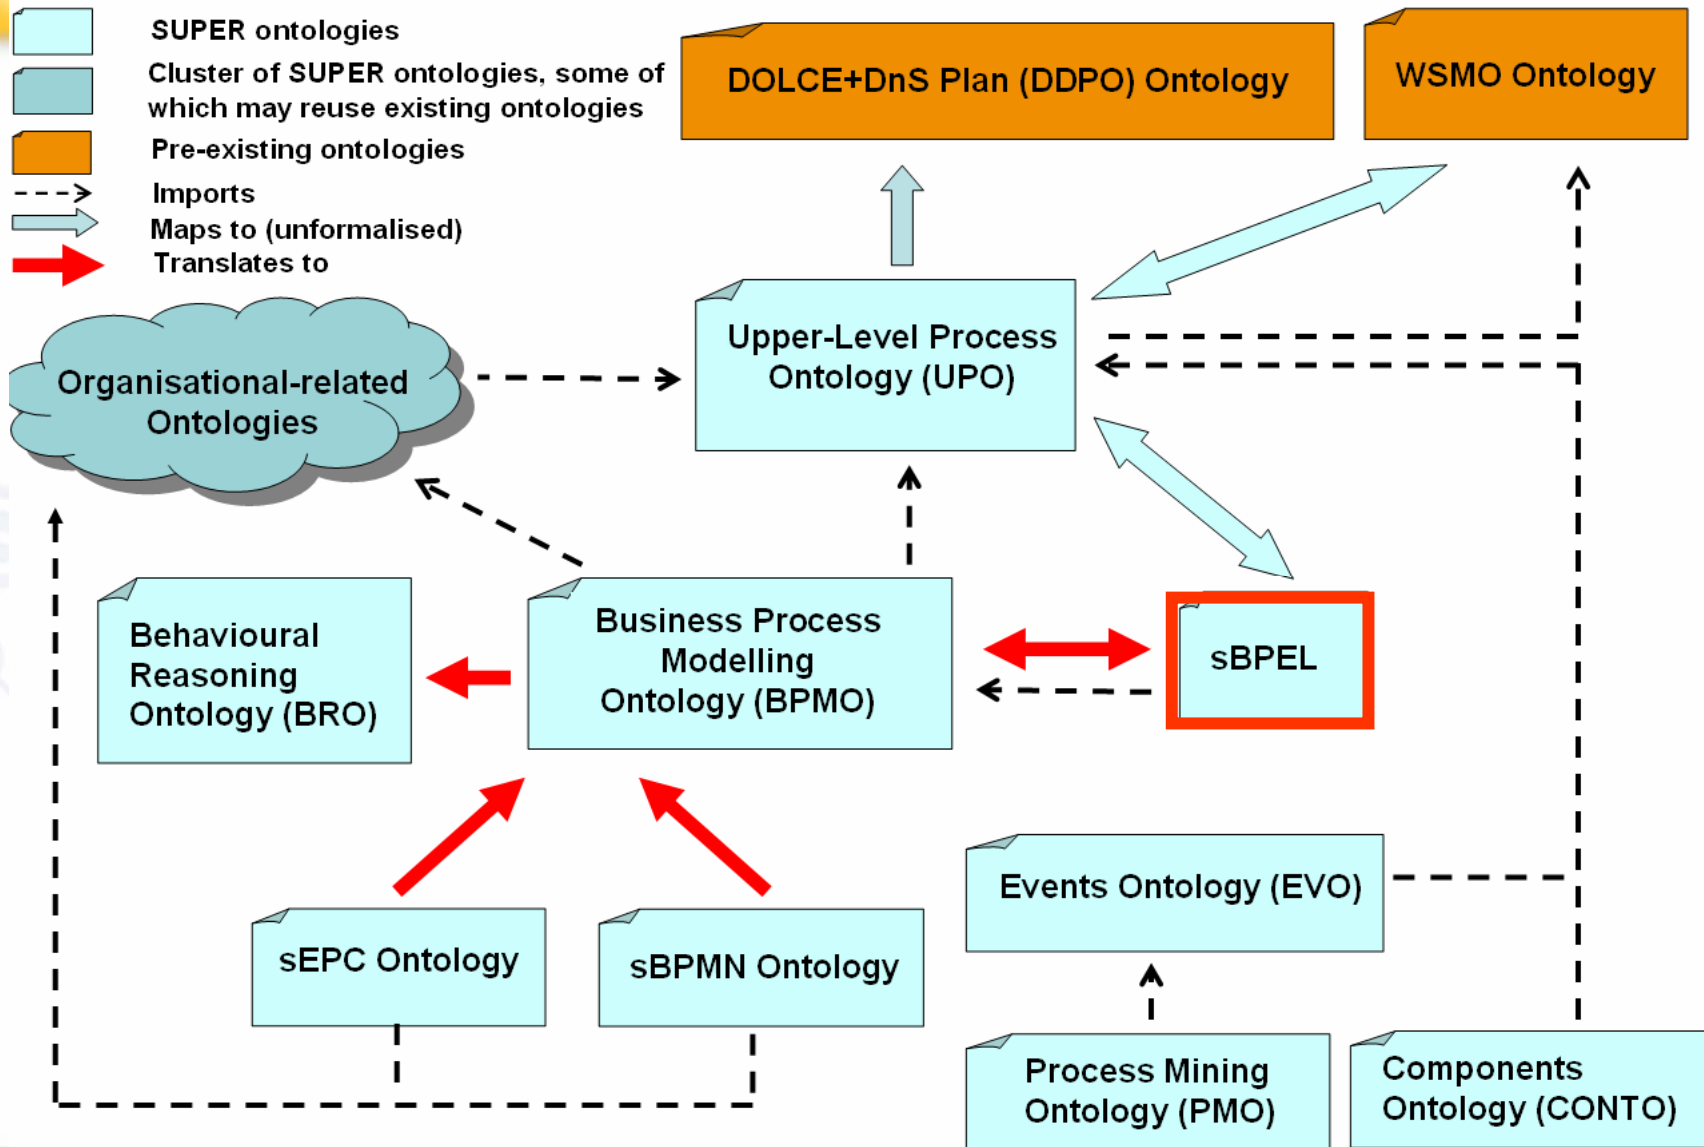 SUPER ontologies
Cluster of SUPER ontologies, some of
which may reuse existing ontologies
Pre-existing ontologies
Imports
Maps to (unformalised)
Translates to
DOLCE+DnS Plan (DDPO) Ontology
WSMO Ontology
Upper-Level Process
Ontology (UPO)
Organisational-related
Ontologies
Behavioural
Reasoning
Ontology (BRO)
Business Process
Modelling
Ontology (BPMO)
sBPEL
Events Ontology (EVO)
sEPC Ontology
sBPMN Ontology
Process Mining
Ontology (PMO)
Components
Ontology (CONTO)